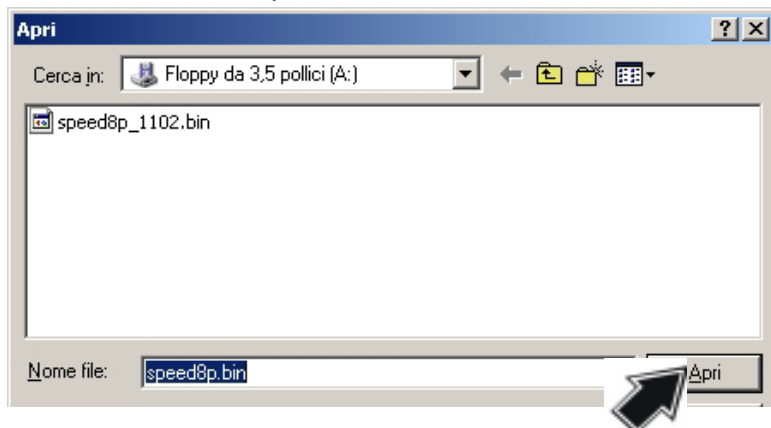 Apri
Cerca in: Floppy da 3,5 pollici (A:)
speed8p_1102.bin
Nome file: speed8p.bin Apri